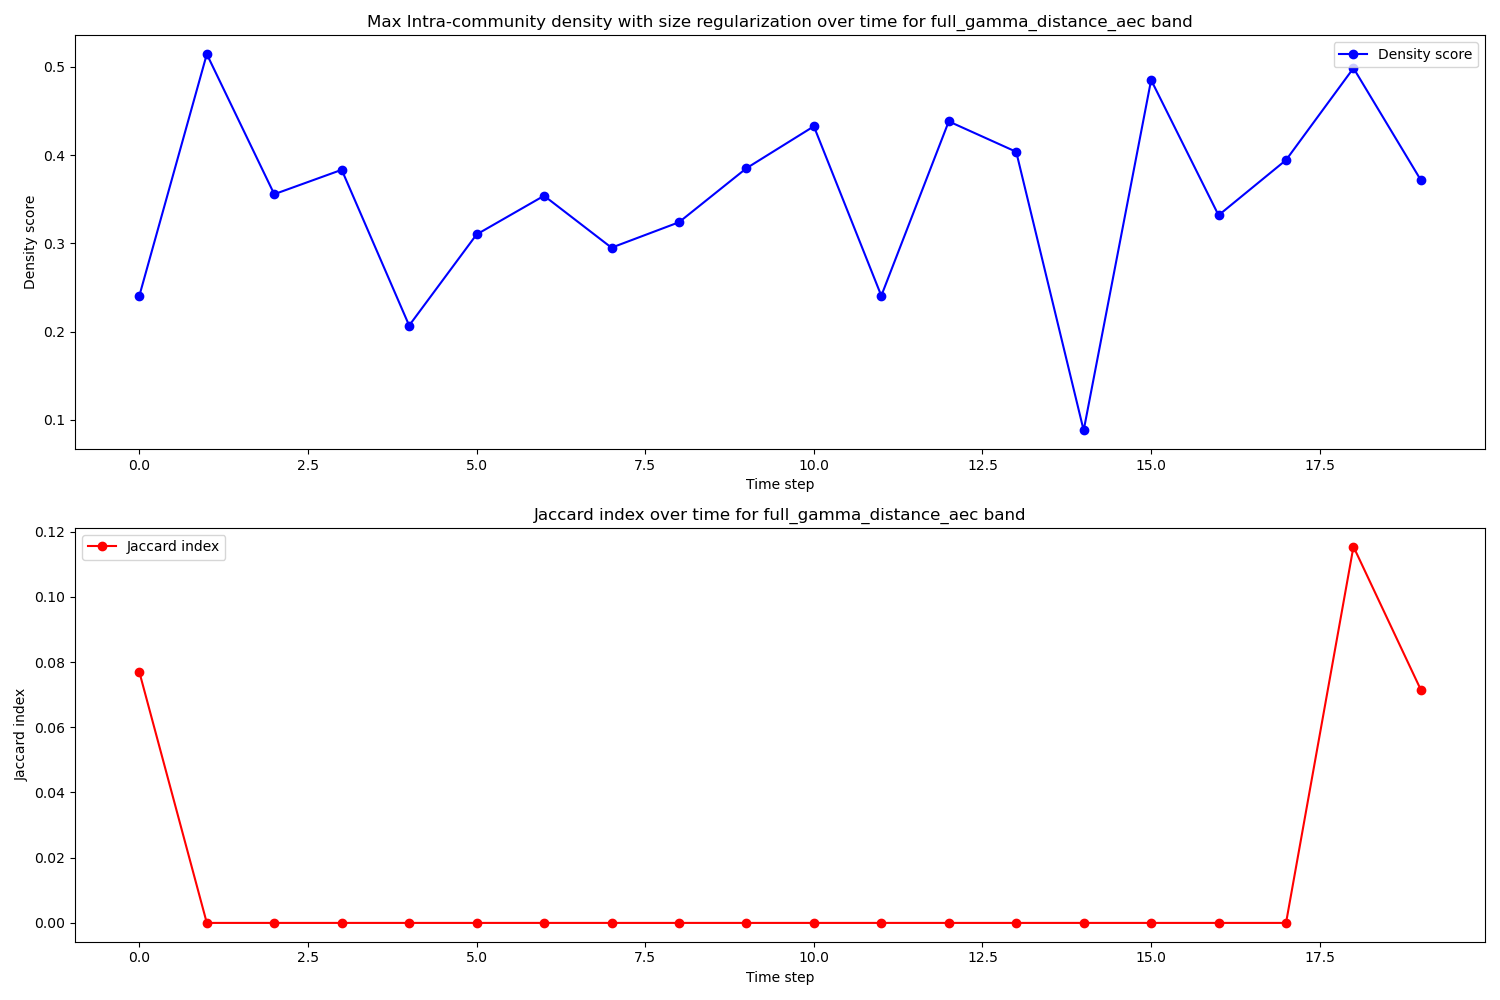 Max Intra-community density with size regularization over time for full_gamma_distance_aec band
Density score
0.5
0.4
0.3
0.2
0.1
Density score
0.0 2.5 5.0 7.5 10.0 12.5 15.0 17.5
Time step
Jaccard index over time for full_gamma_distance_aec band
Jaccard index
0.12
0.10
0.08
0.06
0.04
0.02
0.00
Jaccard index
0.0 2.5 5.0 7.5 10.0 12.5 15.0 17.5
Time step